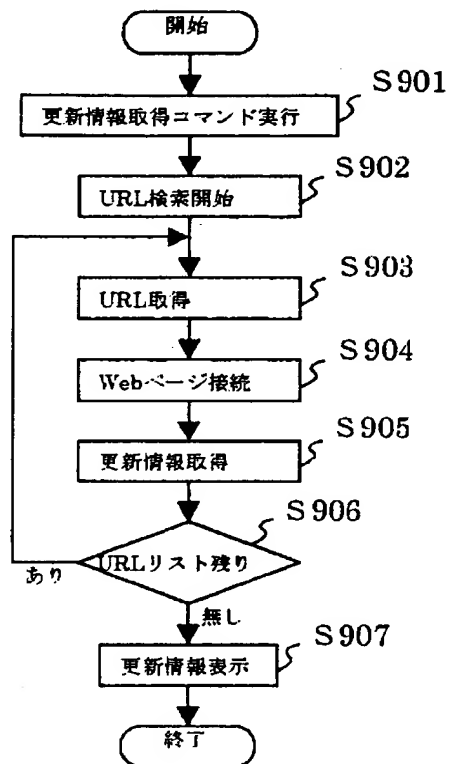 開始
S901
更新情報取得コマンド実行
S902
URL検索開始
S903
URL取得
S904
Webページ接続
S905
更新情報取得
S906
URLリスト残り
あり
無し
S907
更新情報表示
終了